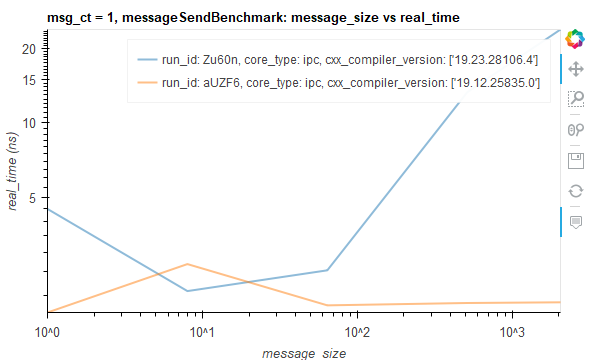 msg_ct = 1, messageSendBenchmark: message_size vs real_time
run_id: Zu60n, core_type: ipc, cxx_compiler_version: ['19.23.28106.4']
run_id: aUZF6, core_type: ipc, cxx_compiler_version: ['19.12.25835.0']
20
15
10
5
real_time (ns)
10^0
10^1
10^2
10^3
message_size